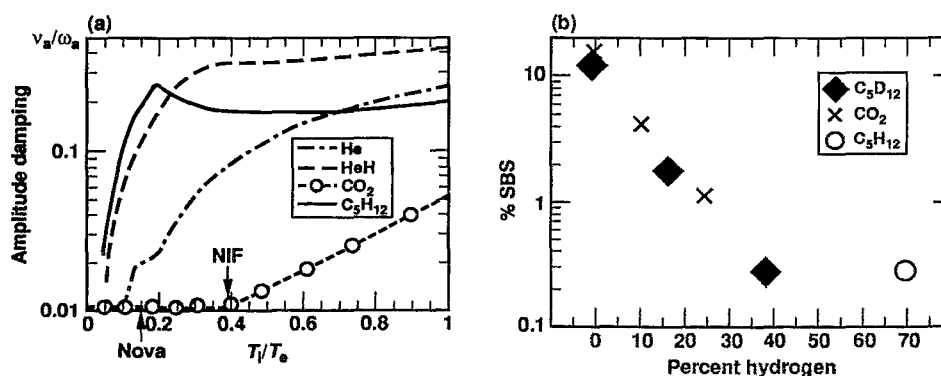 (a)
νa/ωa
Amplitude damping
0.1
0.01
0
0.2
0.4
0.6
0.8
1
Ti/Te
Nova
NIF
He
HeH
CO2
C5H12
(b)
% SBS
10
1
0.1
0 10 20 30 40 50 60 70 80
Percent hydrogen
C5D12
CO2
C5H12